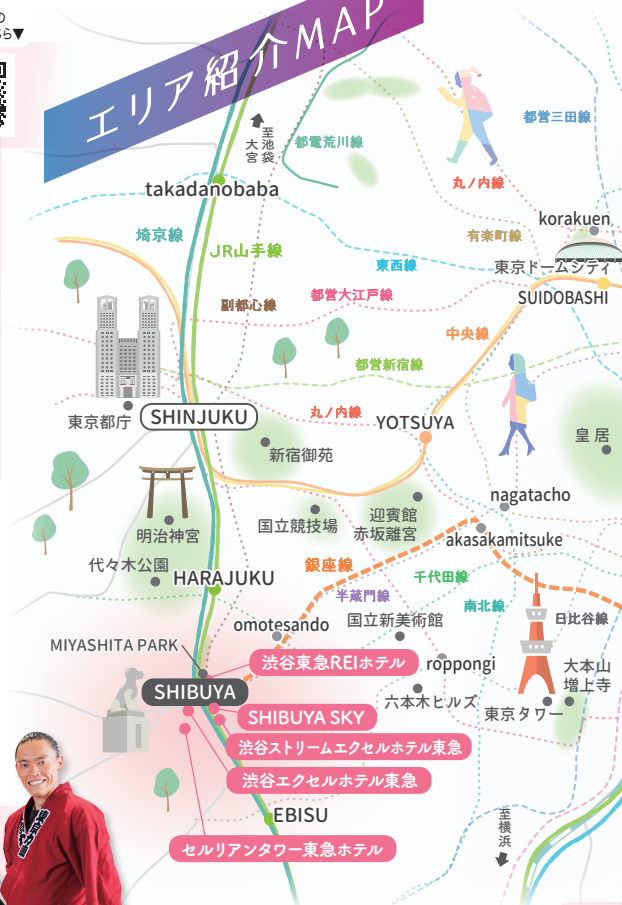 の
ら▼
エリア紹介MAP
至池袋
大宮
都電荒川線
都営三田線
takadanobaba
丸ノ内線
korakuen
埼京線
JR山手線
有楽町線
東西線
東京ドームシティ
SUIDOBASHI
副都心線
都営大江戸線
中央線
都営新宿線
東京都庁
SHINJUKU
丸ノ内線
YOTSUYA
新宿御苑
皇居
nagatacho
明治神宮
国立競技場
迎賓館
赤坂離宮
akasakamitsuke
代々木公園
HARAJUKU
銀座線
千代田線
半蔵門線
南北線
日比谷線
omotesando
国立新美術館
MIYASHITA PARK
渋谷東急REIホテル
roppongi
大本山
増上寺
SHIBUYA
六本木ヒルズ
東京タワー
SHIBUYA SKY
渋谷ストリームエクセルホテル東急
渋谷エクセルホテル東急
EBISU
至横浜
セルリアンタワー東急ホテル